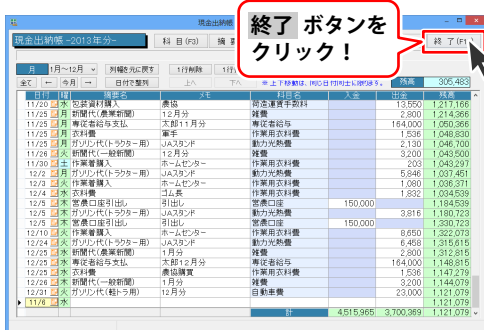 現金出納
終了 ボタンを
クリック！
現金出納帳 -2013年分-
科 目 (F3)
摘 要
終 了(F1
月 1月～12月
列幅を元に戻す
1行削除
1行
全て ← 今月 →
日付で整列
上へ
下へ
※上下移動は、同じ日付同士に限ります。
残高 305,483
日付 曜 摘要名 メモ 科目名 入金 出金 残高
11/20 水 包装資材購入 農協 荷造運賃手数料 13,550 1,217,166
11/25 月 新聞代(農業新聞) 12月分 雑費 2,800 1,214,366
11/25 月 専従者給与支払 太郎11月分 専従者給与 164,000 1,050,366
11/25 月 衣料費 軍手 作業用衣料費 1,536 1,048,830
11/25 月 ガソリン代(トラクター用) JAスタンド 動力光熱費 2,130 1,046,700
11/26 火 新聞代(一般新聞) 12月分 雑費 3,200 1,043,500
11/30 土 作業着購入 ホームセンター 作業用衣料費 203 1,043,297
12/2 月 ガソリン代(トラクター用) JAスタンド 動力光熱費 5,846 1,037,451
12/3 火 作業着購入 ホームセンター 作業用衣料費 1,080 1,036,371
12/4 水 衣料費 ゴム長 作業用衣料費 1,832 1,034,539
12/5 木 営農口座引出し 引出し 営農口座 150,000 1,184,539
12/5 木 ガソリン代(トラクター用) JAスタンド 動力光熱費 3,816 1,180,723
12/5 木 営農口座引出し 引出し 営農口座 150,000 1,330,723
12/10 火 作業着購入 ホームセンター 作業用衣料費 8,650 1,322,073
12/24 火 ガソリン代(トラクター用) JAスタンド 動力光熱費 6,458 1,315,615
12/25 水 新聞代(農業新聞) 1月分 雑費 2,800 1,312,815
12/25 水 専従者給与支払 太郎12月分 専従者給与 164,000 1,148,815
12/25 水 衣料費 農協購買 作業用衣料費 1,536 1,147,279
12/26 木 新聞代(一般新聞) 1月分 雑費 3,200 1,144,079
12/31 火 ガソリン代(軽トラ用) 12月分 自動車費 23,000 1,121,079
11/6 水 1,121,079
計 4,515,965 3,700,369 1,121,079